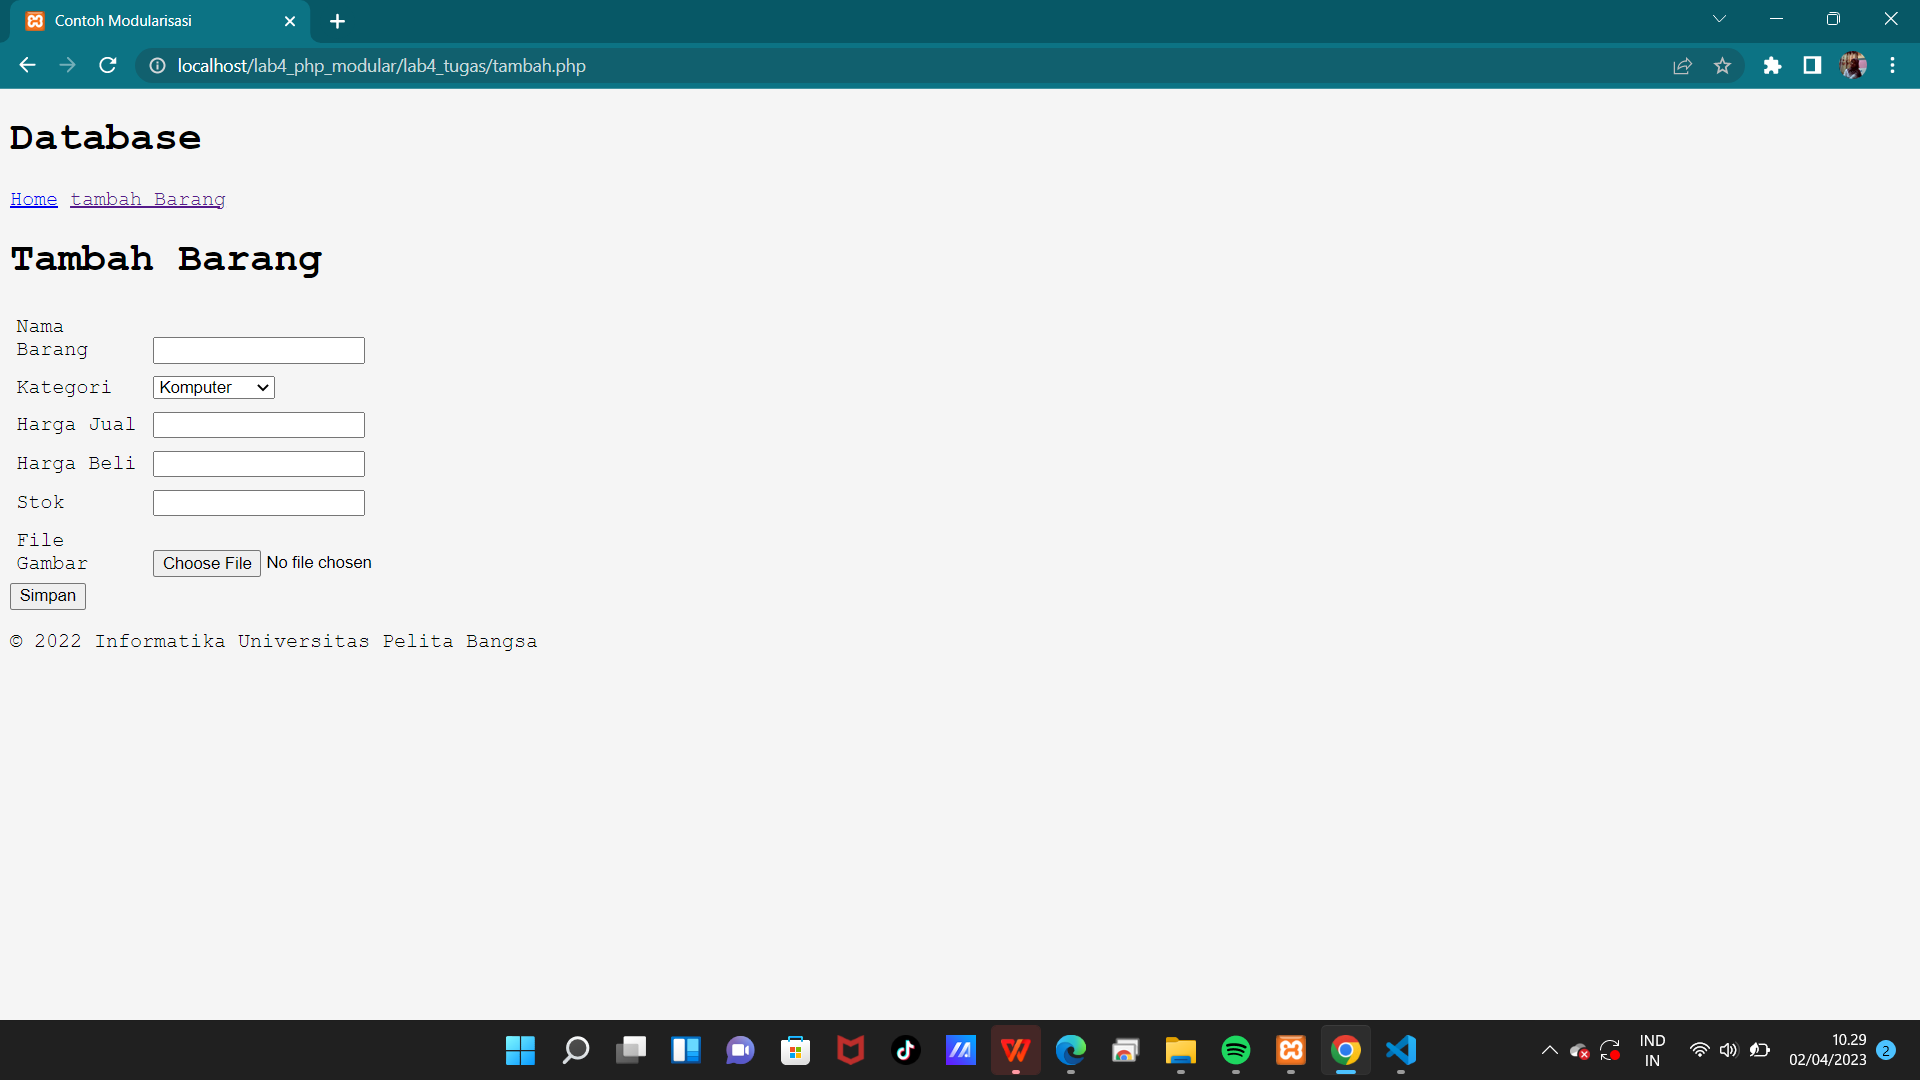 Contoh Modularisasi
localhost/lab4_php_modular/lab4_tugas/tambah.php
Database
Home tambah Barang
Tambah Barang
Nama
Barang
Kategori Komputer
Harga Jual
Harga Beli
Stok
File
Gambar Choose File No file chosen
Simpan
© 2022 Informatika Universitas Pelita Bangsa
IND
IN
10.29
02/04/2023
2